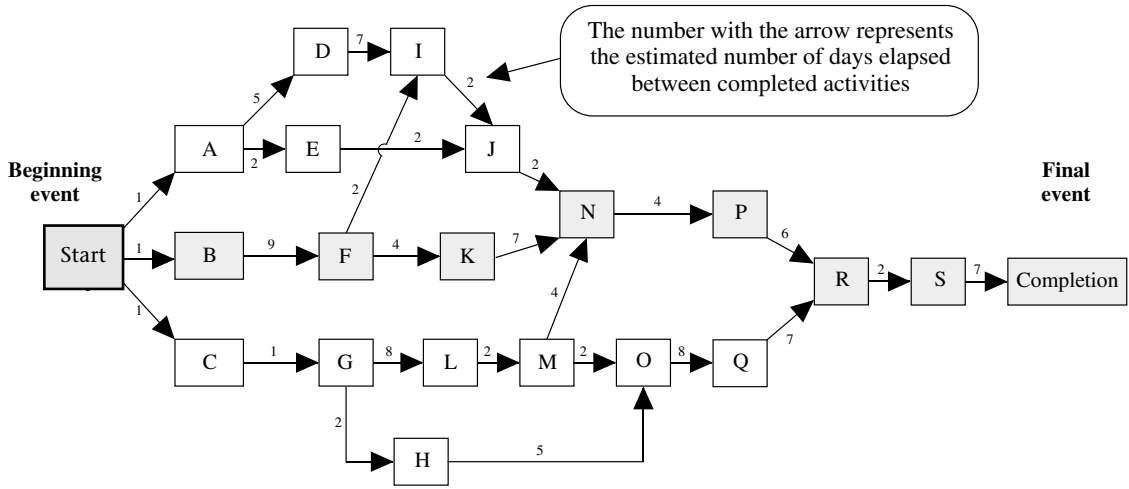 The number with the arrow represents
the estimated number of days elapsed
between completed activities
D
7
I
5
2
A
2
E
2
J
Beginning
event
1
2
2
Final
event
Start
1
B
9
F
4
K
7
N
4
P
6
R
2
S
7
Completion
1
4
C
1
G
8
L
2
M
2
O
8
Q
7
2
H
5